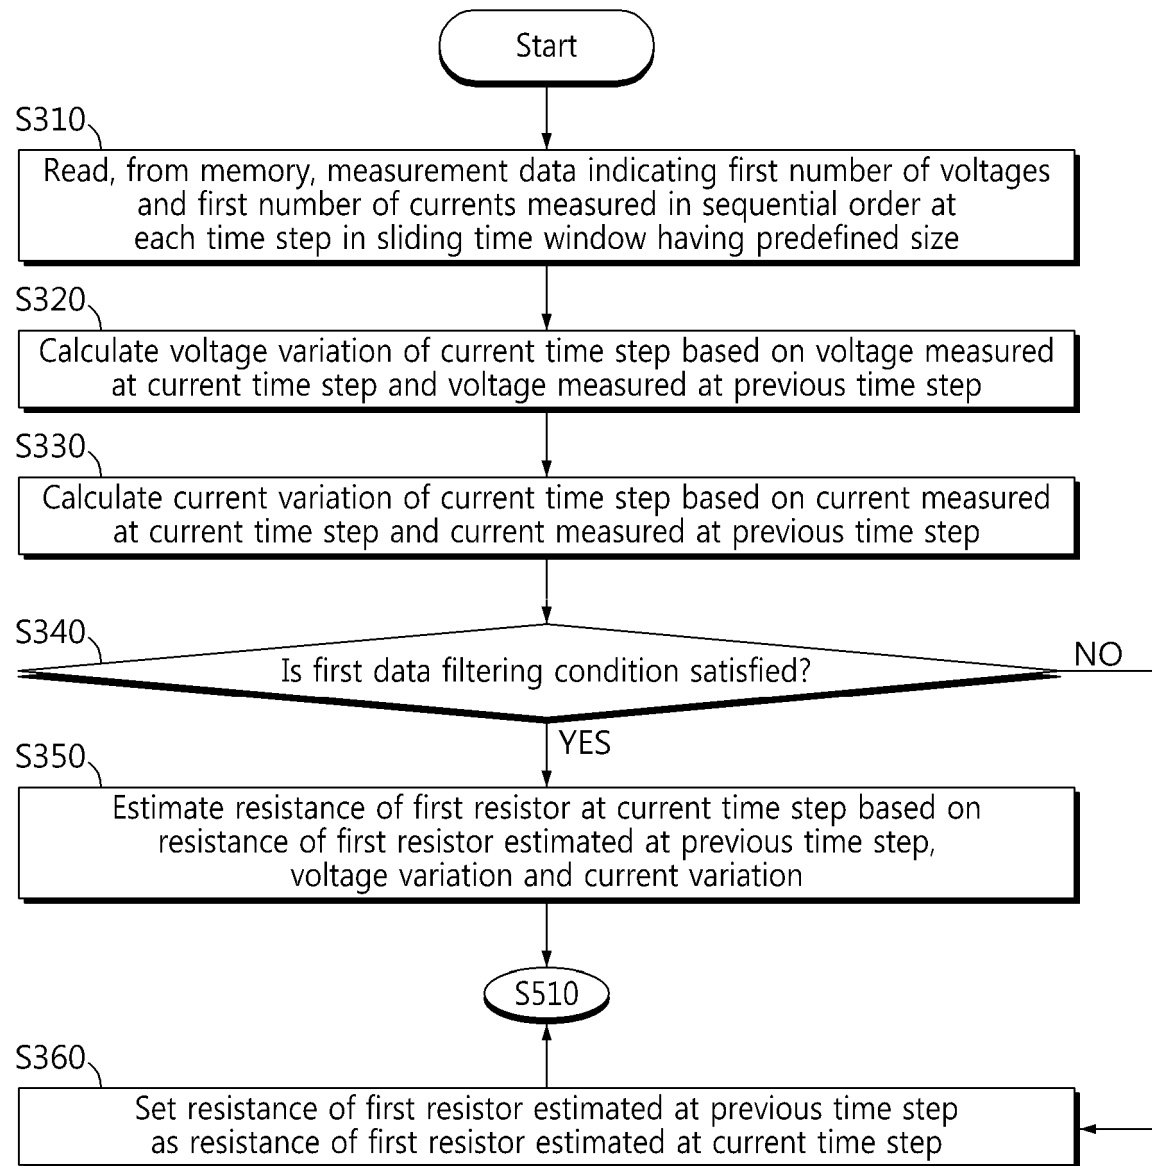 Start
S310
Read, from memory, measurement data indicating first number of voltages
and first number of currents measured in sequential order at
each time step in sliding time window having predefined size
S320
Calculate voltage variation of current time step based on voltage measured
at current time step and voltage measured at previous time step
S330
Calculate current variation of current time step based on current measured
at current time step and current measured at previous time step
S340
Is first data filtering condition satisfied?
NO
YES
S350
Estimate resistance of first resistor at current time step based on
resistance of first resistor estimated at previous time step,
voltage variation and current variation
S510
S360
Set resistance of first resistor estimated at previous time step
as resistance of first resistor estimated at current time step